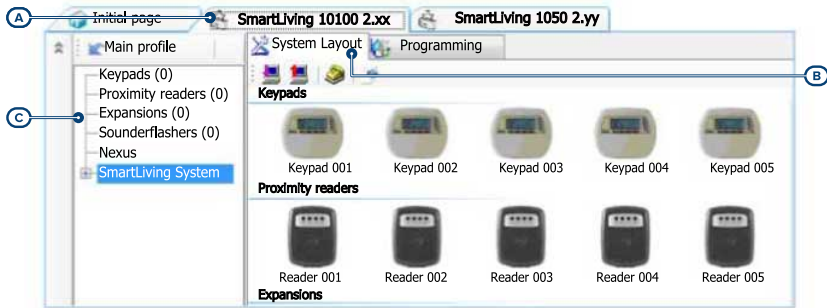 A
Initial page
SmartLiving 10100 2.xx
SmartLiving 1050 2.yy
Main profile
System Layout
Programming
B
Keypads (0)
Proximity readers (0)
Expansions (0)
Sounderflashers (0)
Nexus
SmartLiving System
C
Keypads
Keypad 001
Keypad 002
Keypad 003
Keypad 004
Keypad 005
Proximity readers
Reader 001
Reader 002
Reader 003
Reader 004
Reader 005
Expansions